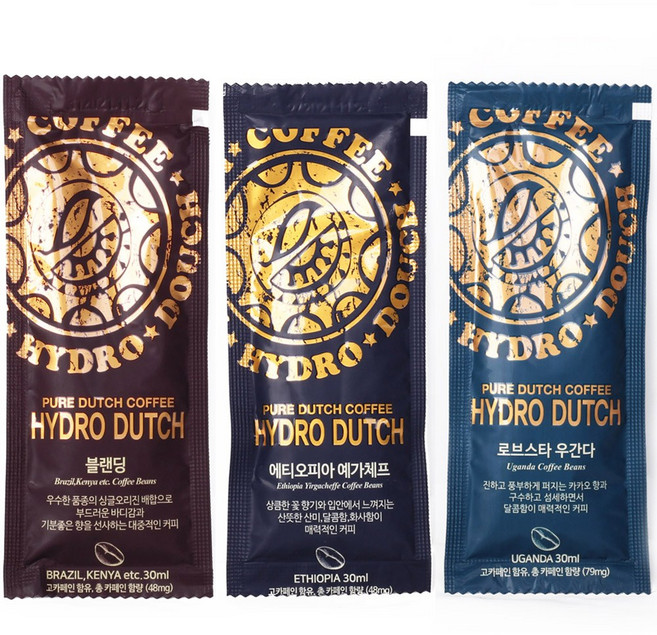 COFFEE
HYDRO DOUCH
PURE DUTCH COFFEE
HYDRO DUTCH
블랜딩
Brazil,Kenya etc. Coffee Beans
우수한 품종의 싱글오리진 배합으로
부드러운 바디감과
기분좋은 향을 선사하는 대중적인 커피
BRAZIL,KENYA etc.30ml
고카페인 함유, 총 카페인 함량 (48mg)
COFFEE
HYDRO DOUCH
PURE DUTCH COFFEE
HYDRO DUTCH
에티오피아 예가체프
Ethiopia Yirgacheffe Coffee Beans
상큼한 꽃 향기와 입안에서 느껴지는
산뜻한 산미,달콤함,화사함이
매력적인 커피
ETHIOPIA 30ml
고카페인 함유, 총 카페인 함량 (48mg)
COFFEE
HYDRO DOUCH
PURE DUTCH COFFEE
HYDRO DUTCH
로브스타 우간다
Uganda Coffee Beans
진하고 풍부하게 퍼지는 카카오 향과
구수하고 섬세하면서
달콤함이 매력적인 커피
UGANDA 30ml
고카페인 함유, 총 카페인 함량 (79mg)